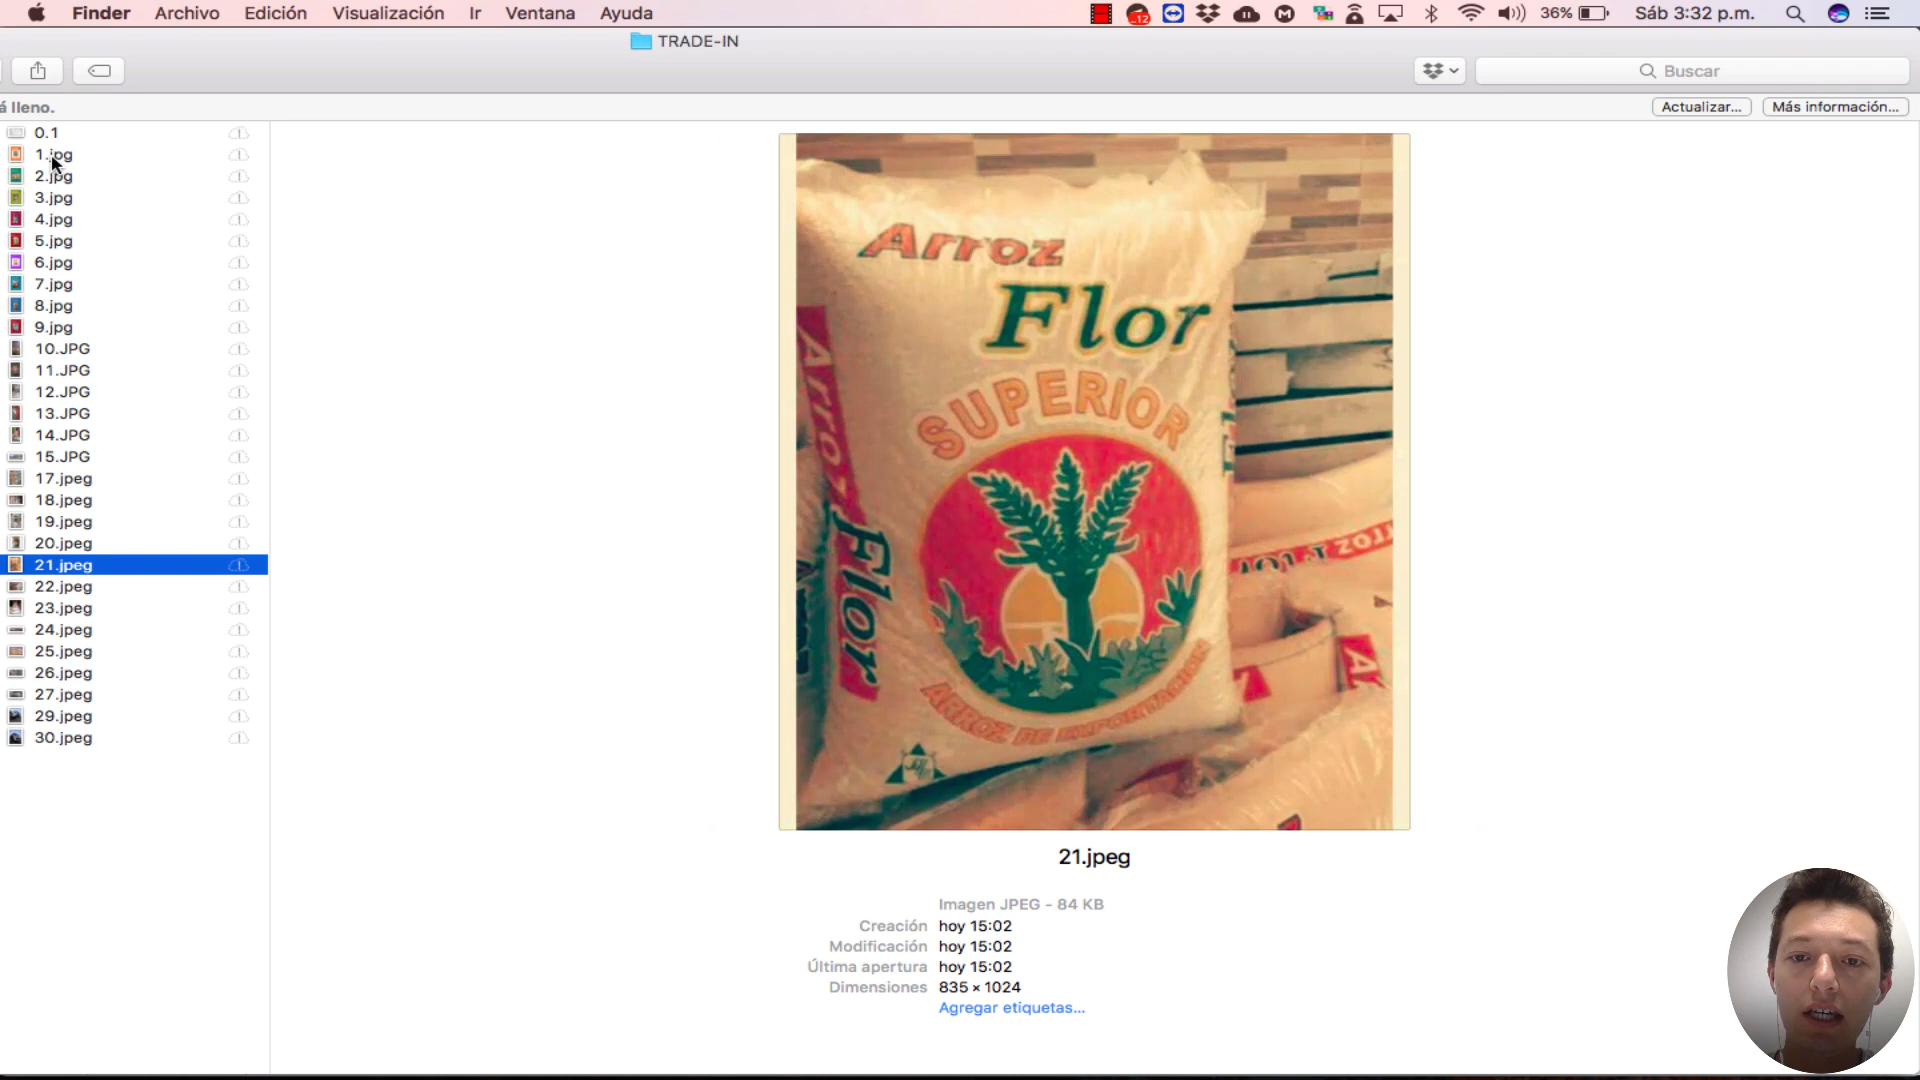 Finder Archivo Edición Visualización Ir Ventana Ayuda
..12
36%
Sáb 3:32 p.m.
TRADE-IN
Buscar
á lleno.
Actualizar...
Más información...
0.1
1.jpg
2.jpg
3.jpg
4.jpg
5.jpg
6.jpg
7.jpg
8.jpg
9.jpg
10.JPG
11.JPG
12.JPG
13.JPG
14.JPG
15.JPG
17.jpeg
18.jpeg
19.jpeg
20.jpeg
21.jpeg
22.jpeg
23.jpeg
24.jpeg
25.jpeg
26.jpeg
27.jpeg
29.jpeg
30.jpeg
Arroz
Flor
SUPERIOR
ARROZ DE EXPORTACION
Arroz Flor
21.jpeg
Imagen JPEG - 84 KB
Creación hoy 15:02
Modificación hoy 15:02
Última apertura hoy 15:02
Dimensiones 835 × 1024
Agregar etiquetas...